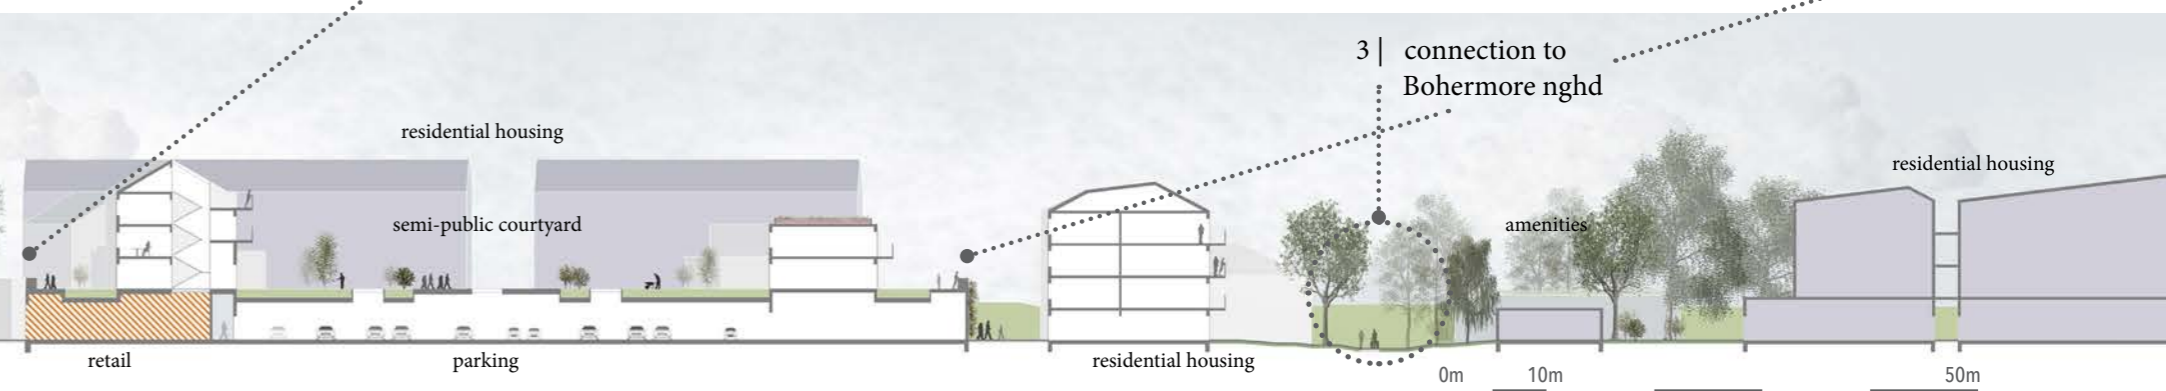 3 | connection to
Bohermore nghd
residential housing
residential housing
semi-public courtyard
amenities
retail
parking
residential housing
0m 10m 50m